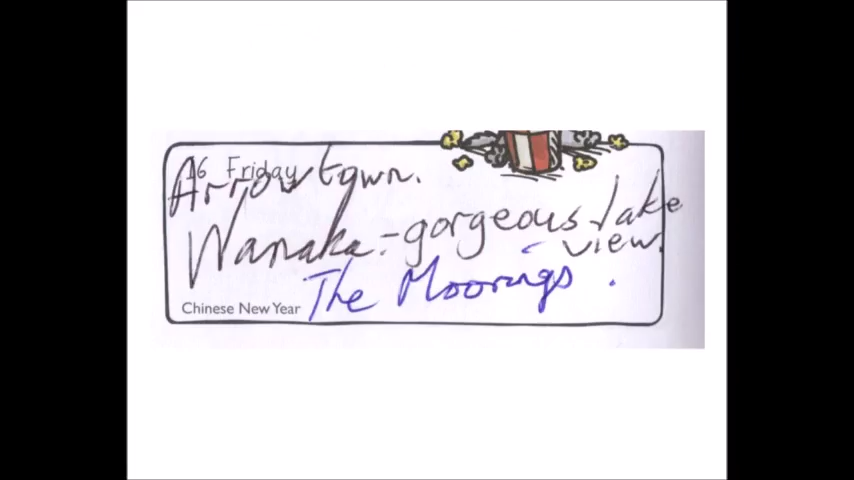 16 Friday
Arrowtown.
Wanaka - gorgeous lake
view.
The Moorings.
Chinese New Year